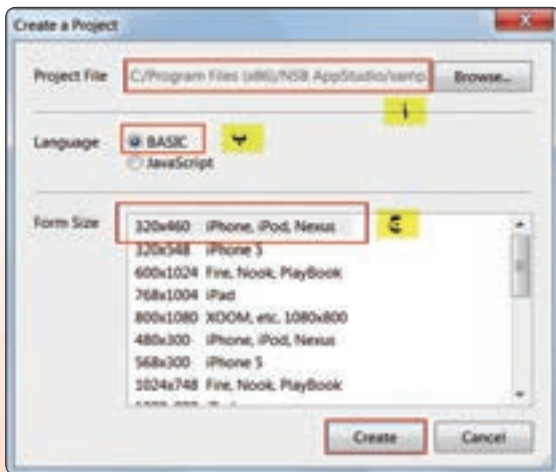 Create a Project
Project File C/Program Files (x86)/NSB AppStudio/samp Browse...
أ
Language BASIC ب
JavaScript
Form Size 320x460 iPhone, iPod, Nexus ج
320x548 iPhone 5
600x1024 Fire, Nook, PlayBook
768x1004 iPad
800x1080 XOOM, etc. 1080x800
480x300 iPhone, iPod, Nexus
568x300 iPhone 5
1024x748 Fire, Nook, PlayBook
Create Cancel